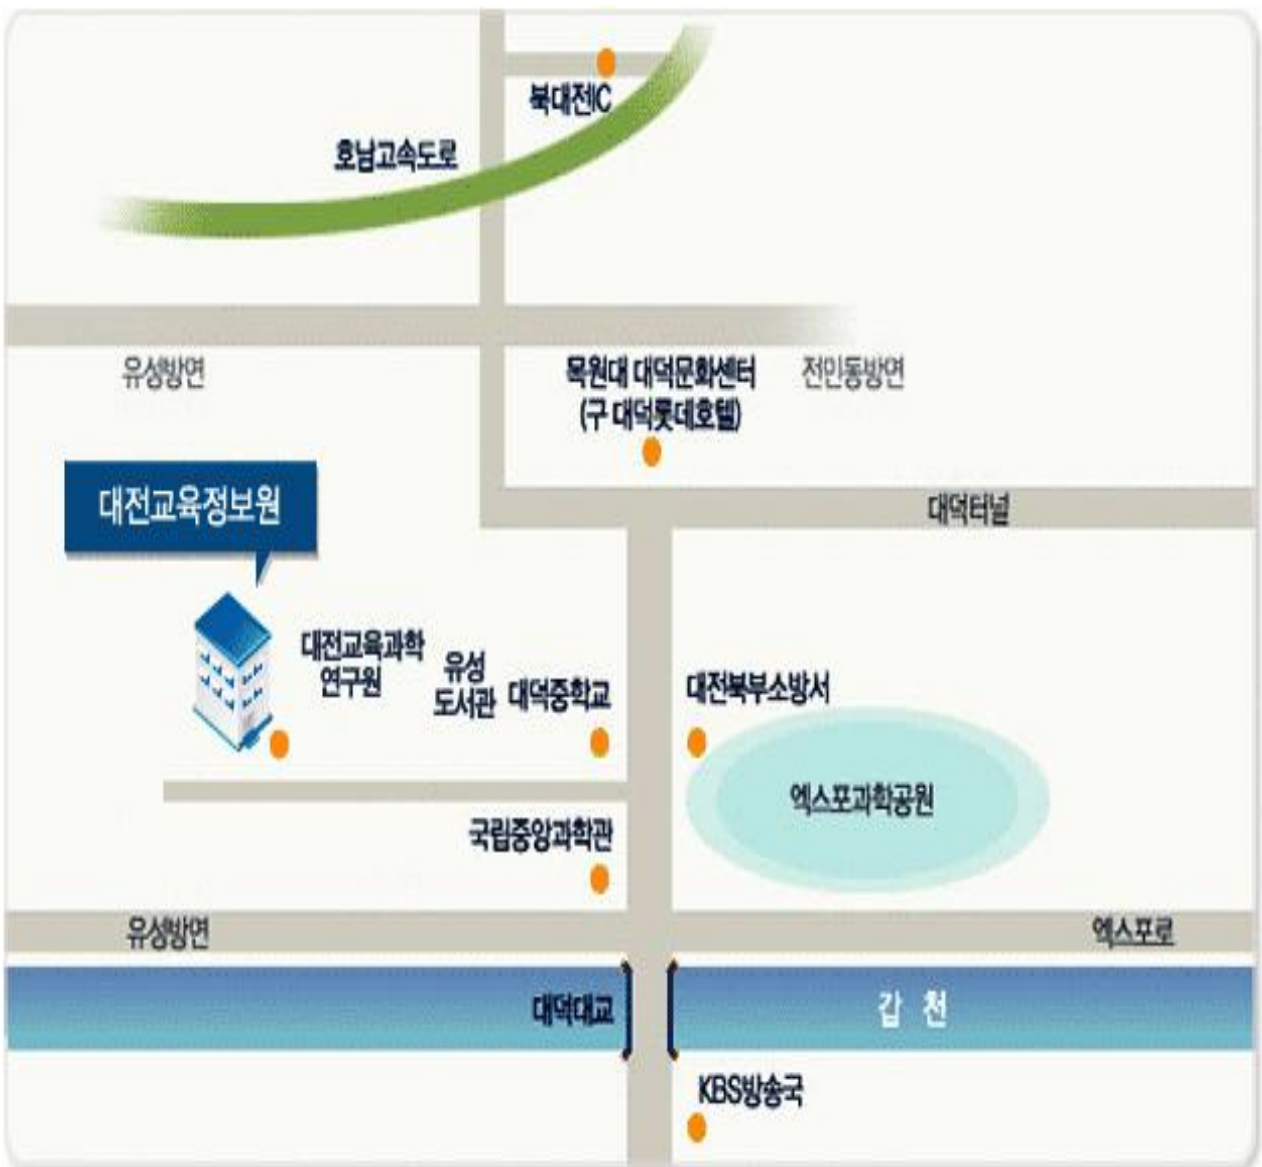 북대전IC
호남고속도로
유성방면
목원대 대덕문화센터
(구 대덕롯데호텔)
전민동방면
대전교육정보원
대덕터널
대전교육과학
연구원
유성
도서관
대덕중학교
대전북부소방서
엑스포과학공원
국립중앙과학관
유성방면
엑스포로
대덕대교
갑 천
KBS방송국